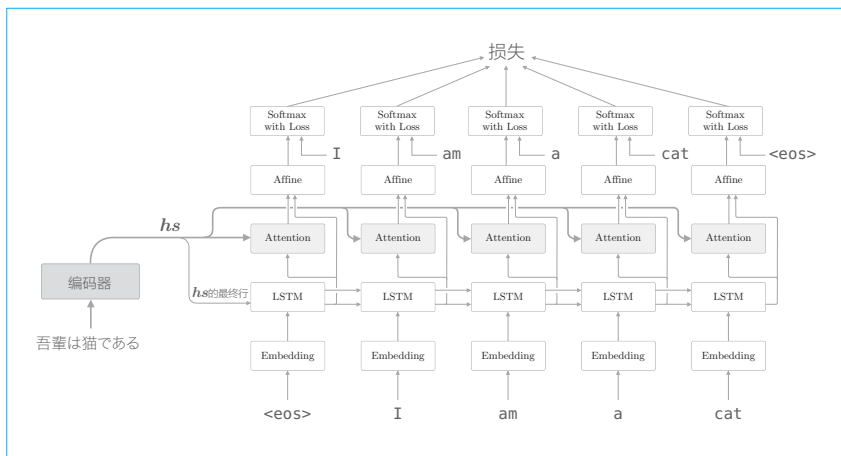 损失
Softmax with Loss Softmax with Loss Softmax with Loss Softmax with Loss Softmax with Loss
I am a cat <eos>
Affine Affine Affine Affine Affine
hs
Attention Attention Attention Attention Attention
编码器
hs的最终行
LSTM LSTM LSTM LSTM LSTM
吾輩は猫である
Embedding Embedding Embedding Embedding Embedding
<eos> I am a cat